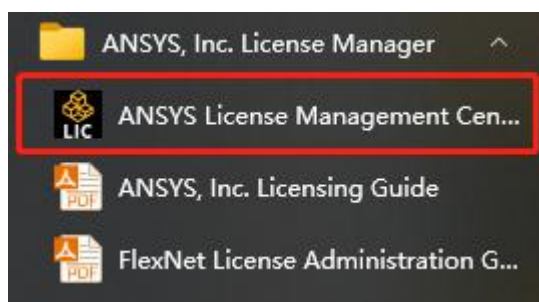 ANSYS, Inc. License Manager
LIC
ANSYS License Management Cen...
PDF
ANSYS, Inc. Licensing Guide
PDF
FlexNet License Administration G...